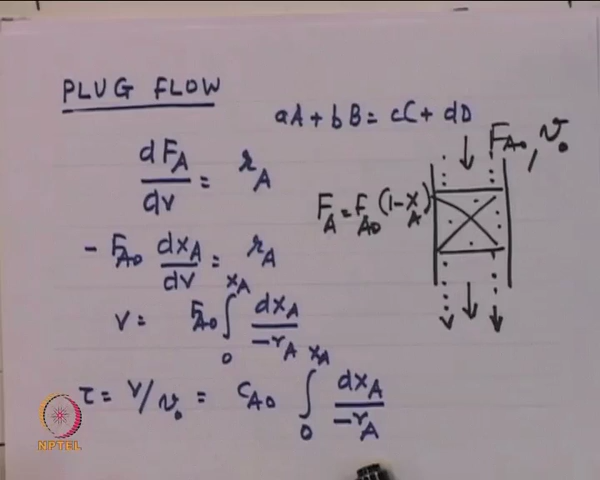 PLUG FLOW
aA + bB = cC + dD
F_A0, v_0
dF_A/dv = r_A
F_A = F_A0 (1-X_A)
- F_A0 dX_A/dv = r_A
v = F_A0 ∫_0^X_A dX_A/-r_A
τ = v/v_0 = C_A0 ∫_0^X_A dX_A/-r_A
NPTEL